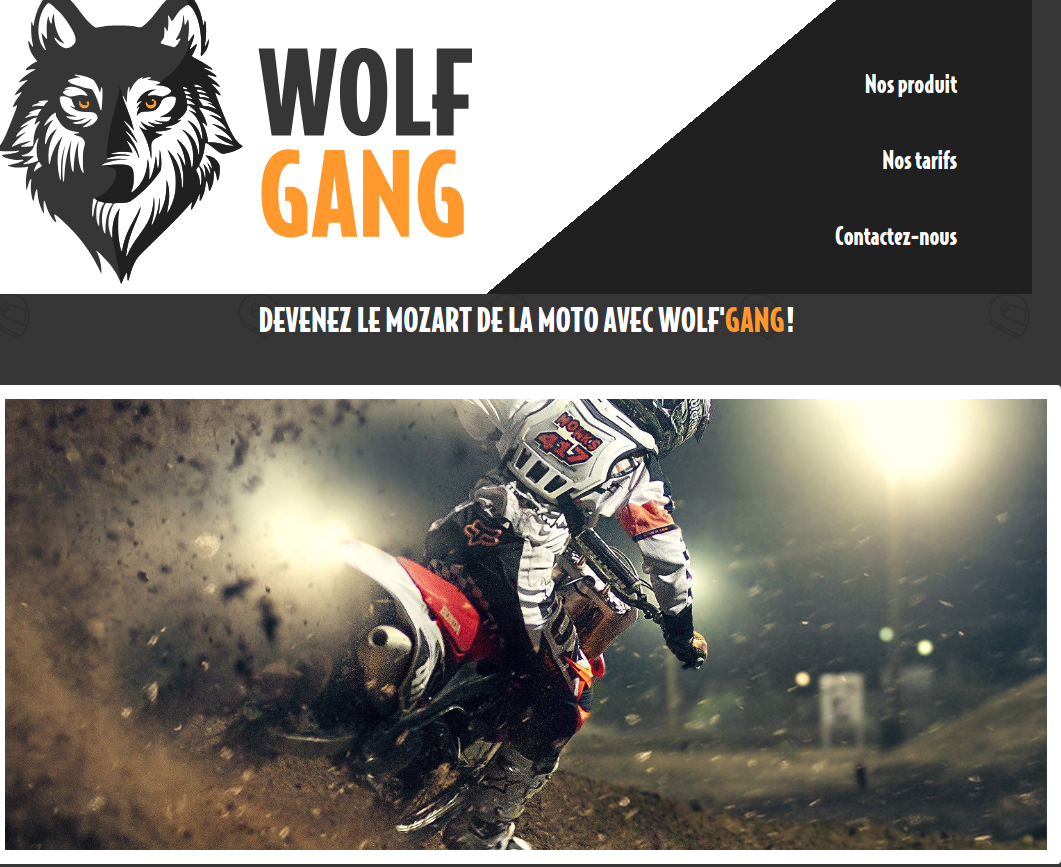 WOLF
GANG
Nos produit
Nos tarifs
Contactez-nous
DEVENEZ LE MOZART DE LA MOTO AVEC WOLF'GANG !
WORKS
417
HONDA